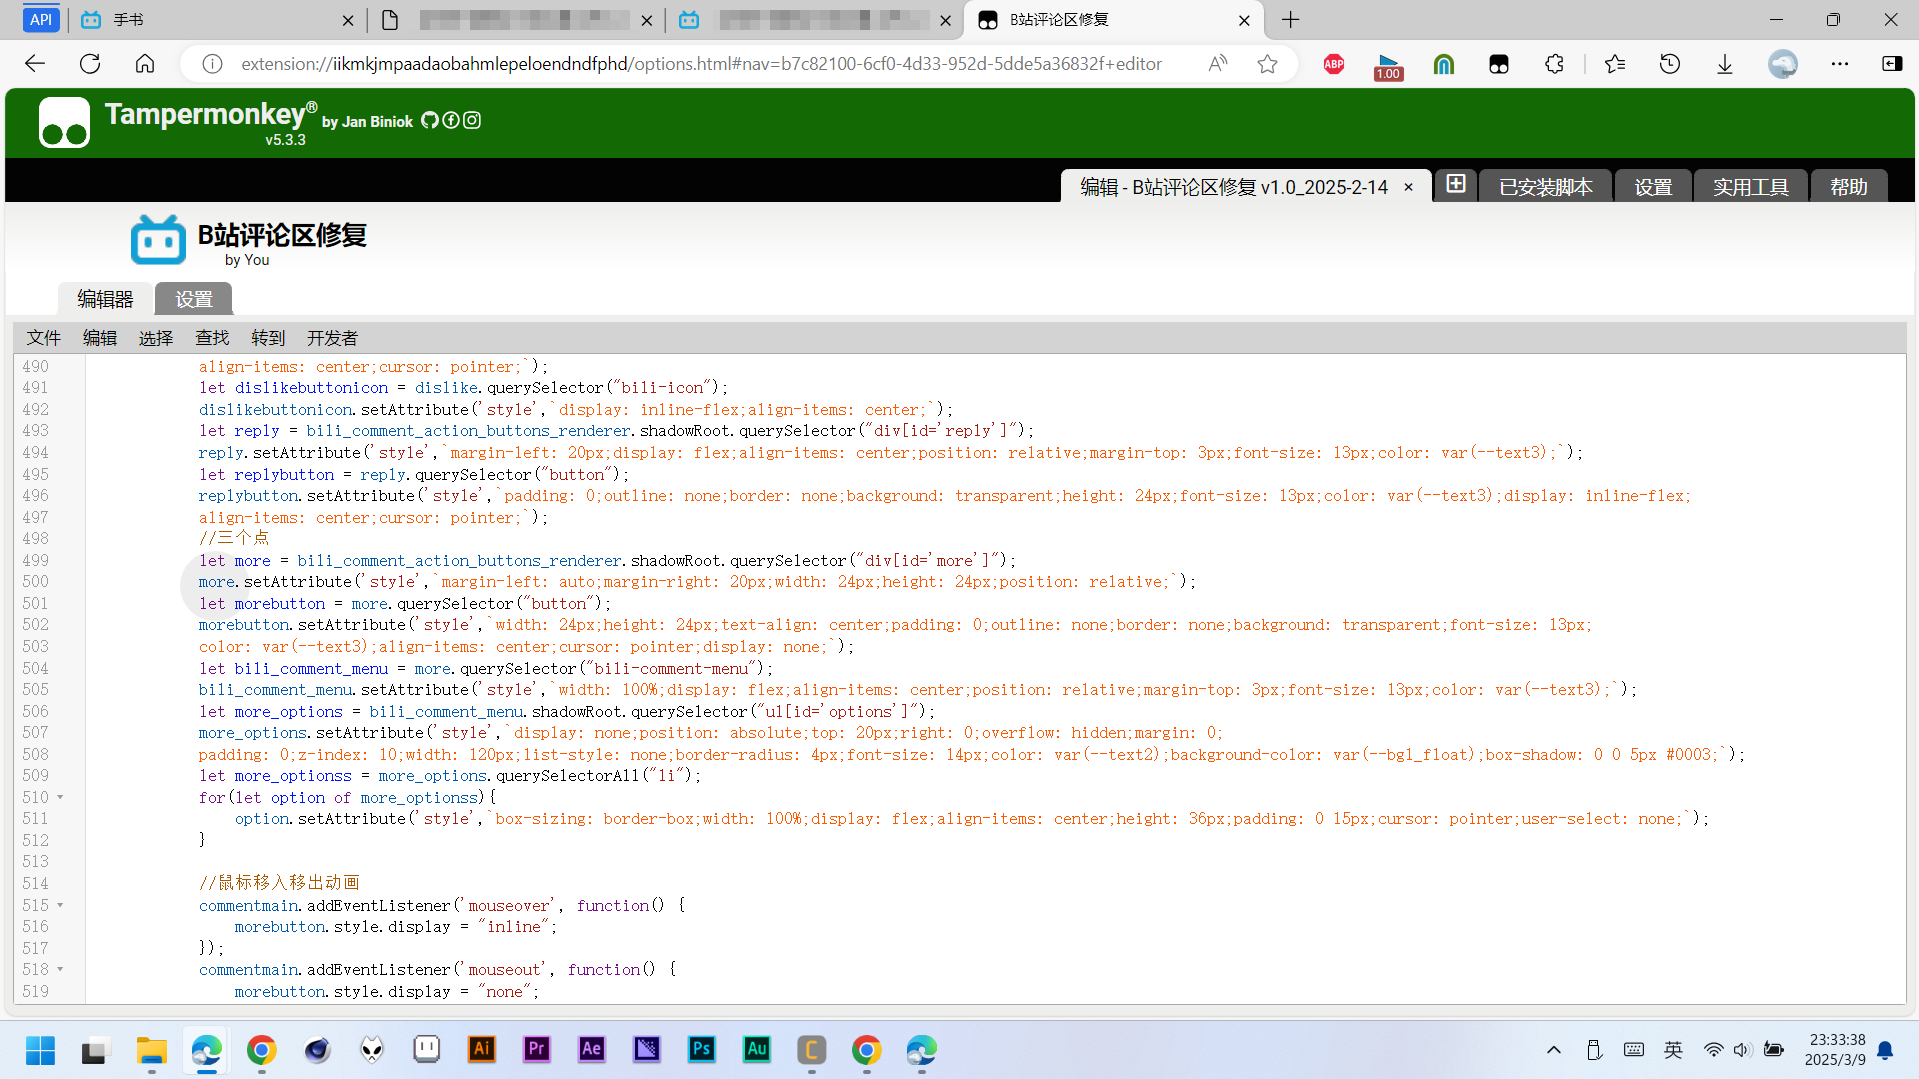 API
手书
B站评论区修复
extension://iikmkjmpaadaobahmlepeloendndfphd/options.html#nav=b7c82100-6cf0-4d33-952d-5dde5a36832f+editor
ABP
1.00
Tampermonkey® by Jan Biniok
v5.3.3
编辑 - B站评论区修复 v1.0_2025-2-14 ×
已安装脚本
设置
实用工具
帮助
B站评论区修复
by You
编辑器
设置
文件 编辑 选择 查找 转到 开发者
490 align-items: center;cursor: pointer;`);
491 let dislikebuttonicon = dislike.querySelector("bili-icon");
492 dislikebuttonicon.setAttribute('style',`display: inline-flex;align-items: center;`);
493 let reply = bili_comment_action_buttons_renderer.shadowRoot.querySelector("div[id='reply']");
494 reply.setAttribute('style',`margin-left: 20px;display: flex;align-items: center;position: relative;margin-top: 3px;font-size: 13px;color: var(--text3);`);
495 let replybutton = reply.querySelector("button");
496 replybutton.setAttribute('style',`padding: 0;outline: none;border: none;background: transparent;height: 24px;font-size: 13px;color: var(--text3);display: inline-flex;
497 align-items: center;cursor: pointer;`);
498 //三个点
499 let more = bili_comment_action_buttons_renderer.shadowRoot.querySelector("div[id='more']");
500 more.setAttribute('style',`margin-left: auto;margin-right: 20px;width: 24px;height: 24px;position: relative;`);
501 let morebutton = more.querySelector("button");
502 morebutton.setAttribute('style',`width: 24px;height: 24px;text-align: center;padding: 0;outline: none;border: none;background: transparent;font-size: 13px;
503 color: var(--text3);align-items: center;cursor: pointer;display: none;`);
504 let bili_comment_menu = more.querySelector("bili-comment-menu");
505 bili_comment_menu.setAttribute('style',`width: 100%;display: flex;align-items: center;position: relative;margin-top: 3px;font-size: 13px;color: var(--text3);`);
506 let more_options = bili_comment_menu.shadowRoot.querySelector("ul[id='options']");
507 more_options.setAttribute('style',`display: none;position: absolute;top: 20px;right: 0;overflow: hidden;margin: 0;
508 padding: 0;z-index: 10;width: 120px;list-style: none;border-radius: 4px;font-size: 14px;color: var(--text2);background-color: var(--bg1_float);box-shadow: 0 0 5px #0003;`);
509 let more_optionss = more_options.querySelectorAll("li");
510 for(let option of more_optionss){
511 option.setAttribute('style',`box-sizing: border-box;width: 100%;display: flex;align-items: center;height: 36px;padding: 0 15px;cursor: pointer;user-select: none;`);
512 }
513
514 //鼠标移入移出动画
515 commentmain.addEventListener('mouseover', function() {
516 morebutton.style.display = "inline";
517 });
518 commentmain.addEventListener('mouseout', function() {
519 morebutton.style.display = "none";
Ai
Pr
Ae
Ps
Au
C
英
23:33:38
2025/3/9